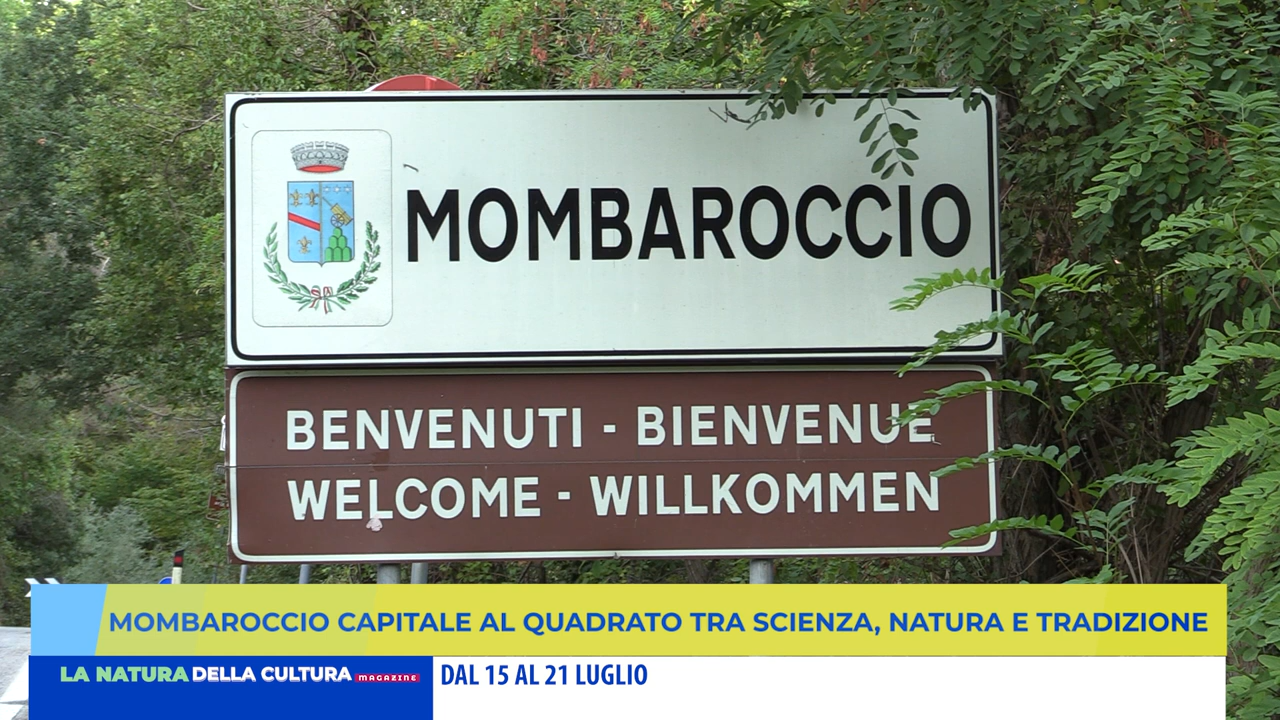 MOMBAROCCIO
BENVENUTI - BIENVENUE
WELCOME - WILLKOMMEN
MOMBAROCCIO CAPITALE AL QUADRATO TRA SCIENZA, NATURA E TRADIZIONE
LA NATURA DELLA CULTURA MAGAZINE
DAL 15 AL 21 LUGLIO